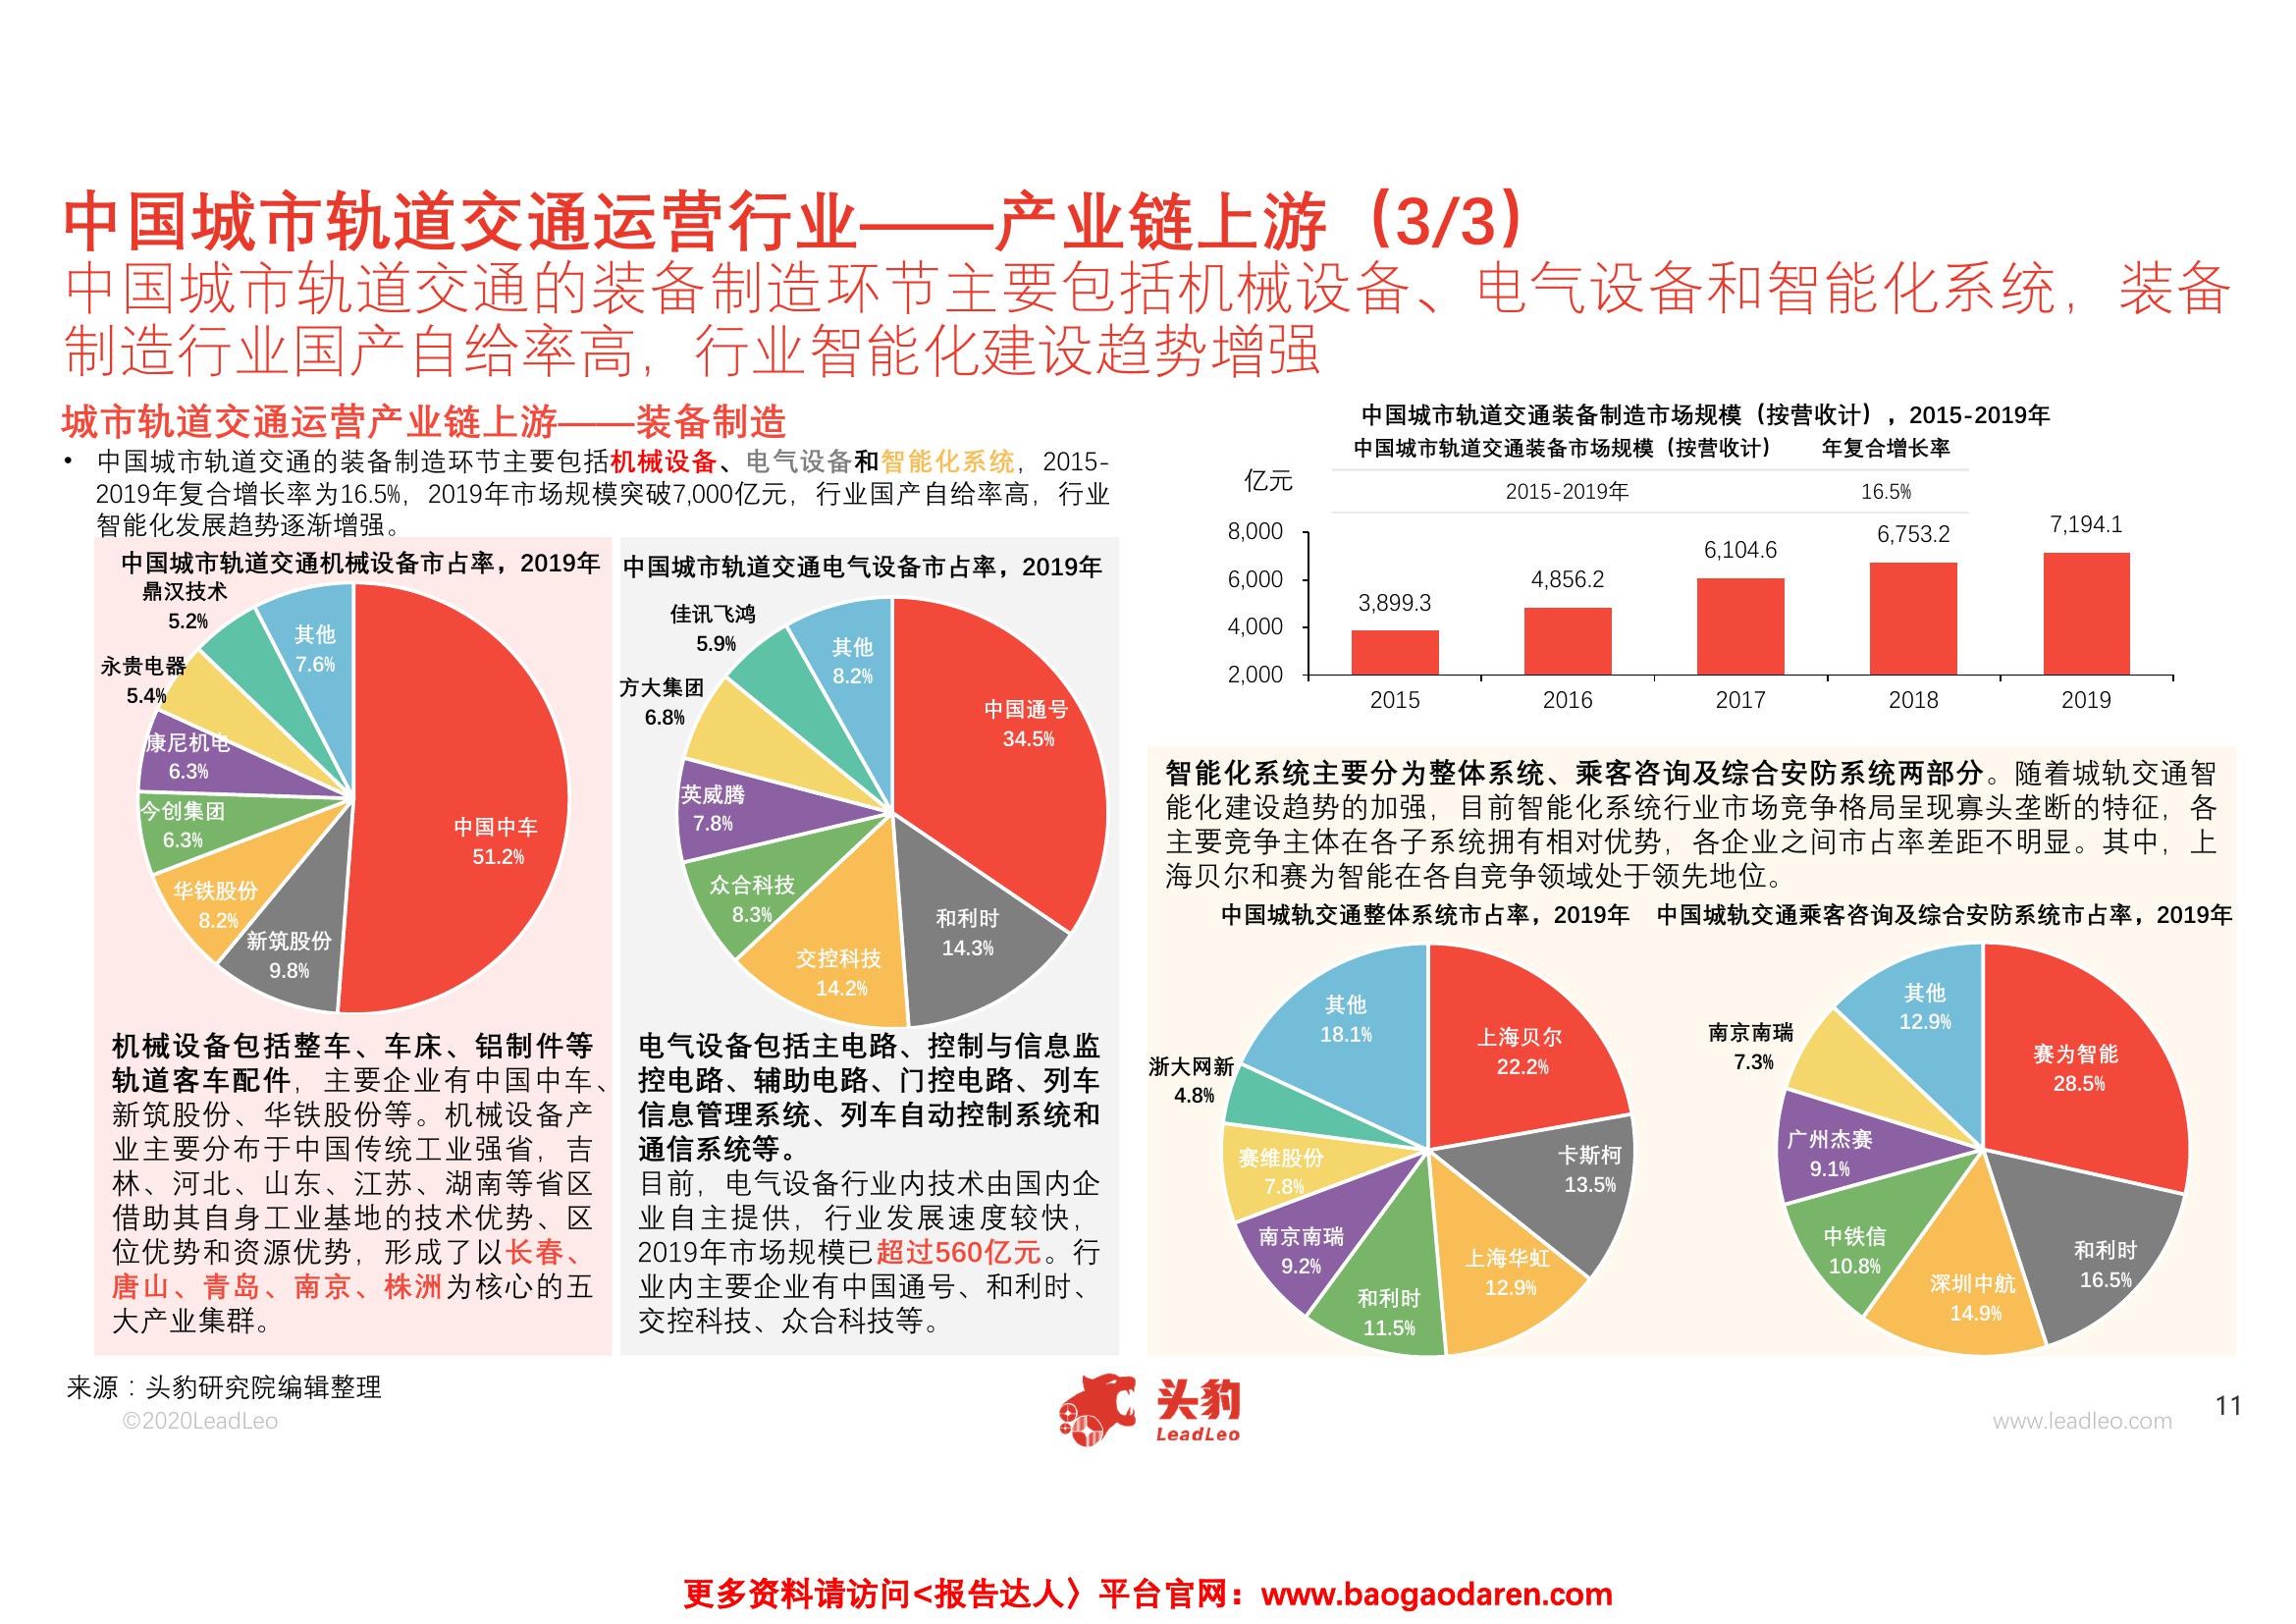 中国城市轨道交通运营行业——产业链上游（3/3）
中国城市轨道交通的装备制造环节主要包括机械设备、电气设备和智能化系统，装备
制造行业国产自给率高，行业智能化建设趋势增强
城市轨道交通运营产业链上游——装备制造
• 中国城市轨道交通的装备制造环节主要包括机械设备、电气设备和智能化系统，2015-
2019年复合增长率为16.5%，2019年市场规模突破7,000亿元，行业国产自给率高，行业
智能化发展趋势逐渐增强。
中国城市轨道交通机械设备市占率，2019年
鼎汉技术
5.2%
其他
7.6%
永贵电器
5.4%
康尼机电
6.3%
今创集团
6.3%
中国中车
51.2%
华铁股份
8.2%
新筑股份
9.8%
机械设备包括整车、车床、铝制件等
轨道客车配件，主要企业有中国中车、
新筑股份、华铁股份等。机械设备产
业主要分布于中国传统工业强省，吉
林、河北、山东、江苏、湖南等省区
借助其自身工业基地的技术优势、区
位优势和资源优势，形成了以长春、
唐山、青岛、南京、株洲为核心的五
大产业集群。
中国城市轨道交通电气设备市占率，2019年
佳讯飞鸿
5.9%
其他
8.2%
方大集团
6.8%
中国通号
34.5%
英威腾
7.8%
众合科技
8.3%
和利时
14.3%
交控科技
14.2%
电气设备包括主电路、控制与信息监
控电路、辅助电路、门控电路、列车
信息管理系统、列车自动控制系统和
通信系统等。
目前，电气设备行业内技术由国内企
业自主提供，行业发展速度较快，
2019年市场规模已超过560亿元。行
业内主要企业有中国通号、和利时、
交控科技、众合科技等。
中国城市轨道交通装备制造市场规模（按营收计），2015-2019年
中国城市轨道交通装备市场规模（按营收计） 年复合增长率
2015-2019年 16.5%
亿元
8,000
6,000
4,000
2,000
3,899.3
4,856.2
6,104.6
6,753.2
7,194.1
2015 2016 2017 2018 2019
智能化系统主要分为整体系统、乘客咨询及综合安防系统两部分。随着城轨交通智
能化建设趋势的加强，目前智能化系统行业市场竞争格局呈现寡头垄断的特征，各
主要竞争主体在各子系统拥有相对优势，各企业之间市占率差距不明显。其中，上
海贝尔和赛为智能在各自竞争领域处于领先地位。
中国城轨交通整体系统市占率，2019年
其他
18.1%
上海贝尔
22.2%
浙大网新
4.8%
卡斯柯
13.5%
赛维股份
7.8%
南京南瑞
9.2%
上海华虹
12.9%
和利时
11.5%
中国城轨交通乘客咨询及综合安防系统市占率，2019年
其他
12.9%
南京南瑞
7.3%
赛为智能
28.5%
广州杰赛
9.1%
中铁信
10.8%
和利时
16.5%
深圳中航
14.9%
来源：头豹研究院编辑整理
©2020LeadLeo
头豹
LeadLeo
www.leadleo.com
11
更多资料请访问<报告达人〉平台官网：www.baogaodaren.com